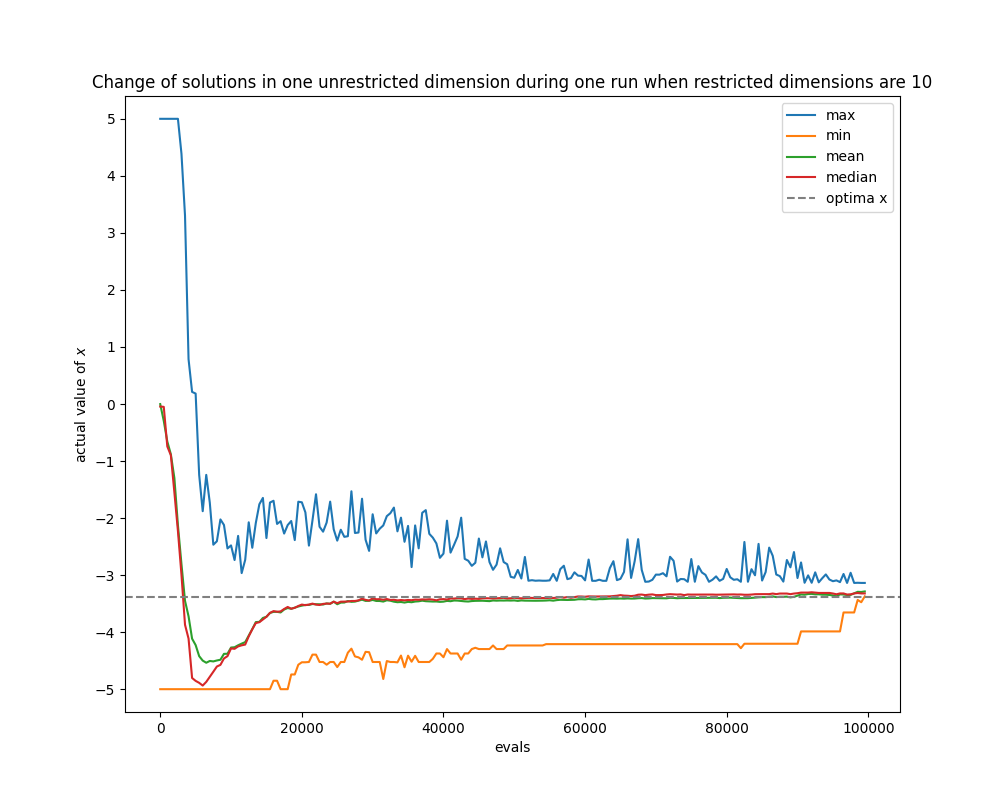 Change of solutions in one unrestricted dimension during one run when restricted dimensions are 10
max
min
mean
median
optima x
5
4
3
2
1
0
−1
−2
−3
−4
−5
actual value of x
0
20000
40000
60000
80000
100000
evals